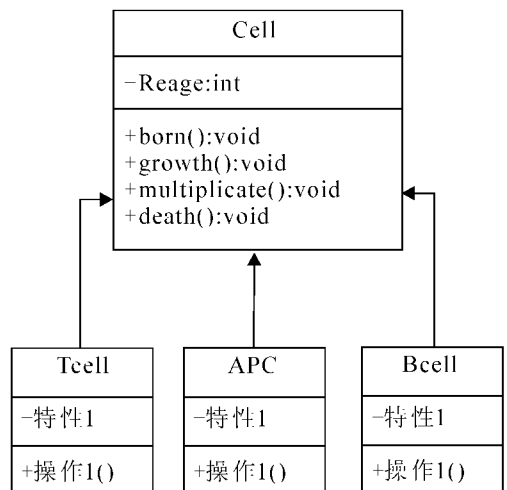 Cell
-Reage:int
+born():void
+growth():void
+multiplicate():void
+death():void
Tcell
-特性1
+操作1()
APC
-特性1
+操作1()
Bcell
-特性1
+操作1()